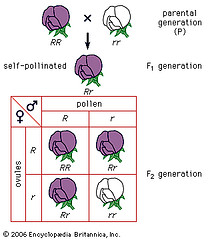 × parental
generation
(P)
RR rr
self-pollinated F₁ generation
Rr
♂ pollen
♀ R r
ovules
R
RR Rr
F₂ generation
r
Rr rr
© 2006 Encyclopædia Britannica, Inc.